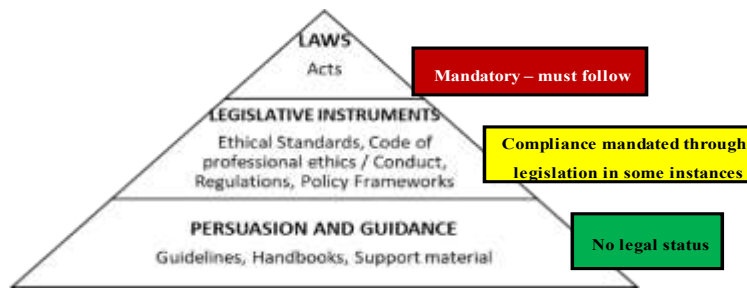 LAWS
Acts
Mandatory – must follow
LEGISLATIVE INSTRUMENTS
Ethical Standards, Code of
professional ethics / Conduct,
Regulations, Policy Frameworks
Compliance mandated through
legislation in some instances
PERSUASION AND GUIDANCE
Guidelines, Handbooks, Support material
No legal status